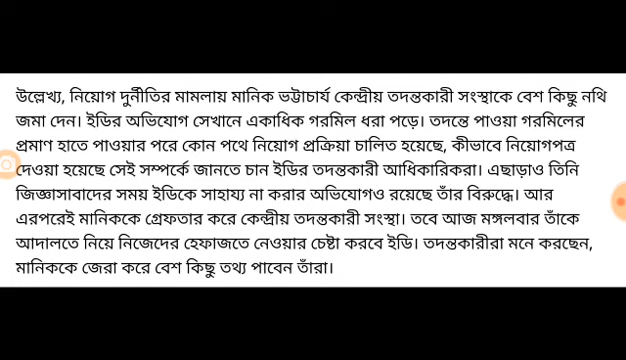 উল্লেখ্য, নিয়োগ দুর্নীতির মামলায় মানিক ভট্টাচার্য কেন্দ্রীয় তদন্তকারী সংস্থাকে বেশ কিছু নথি
জমা দেন। ইডির অভিযোগ সেখানে একাধিক গরমিল ধরা পড়ে। তদন্তে পাওয়া গরমিলের
প্রমাণ হাতে পাওয়ার পরে কোন পথে নিয়োগ প্রক্রিয়া চালিত হয়েছে, কীভাবে নিয়োগপত্র
দেওয়া হয়েছে সেই সম্পর্কে জানতে চান ইডির তদন্তকারী আধিকারিকরা। এছাড়াও তিনি
জিজ্ঞাসাবাদের সময় ইডিকে সাহায্য না করার অভিযোগও রয়েছে তাঁর বিরুদ্ধে। আর
এরপরেই মানিককে গ্রেফতার করে কেন্দ্রীয় তদন্তকারী সংস্থা। তবে আজ মঙ্গলবার তাঁকে
আদালতে নিয়ে নিজেদের হেফাজতে নেওয়ার চেষ্টা করবে ইডি। তদন্তকারীরা মনে করছেন,
মানিককে জেরা করে বেশ কিছু তথ্য পাবেন তাঁরা।